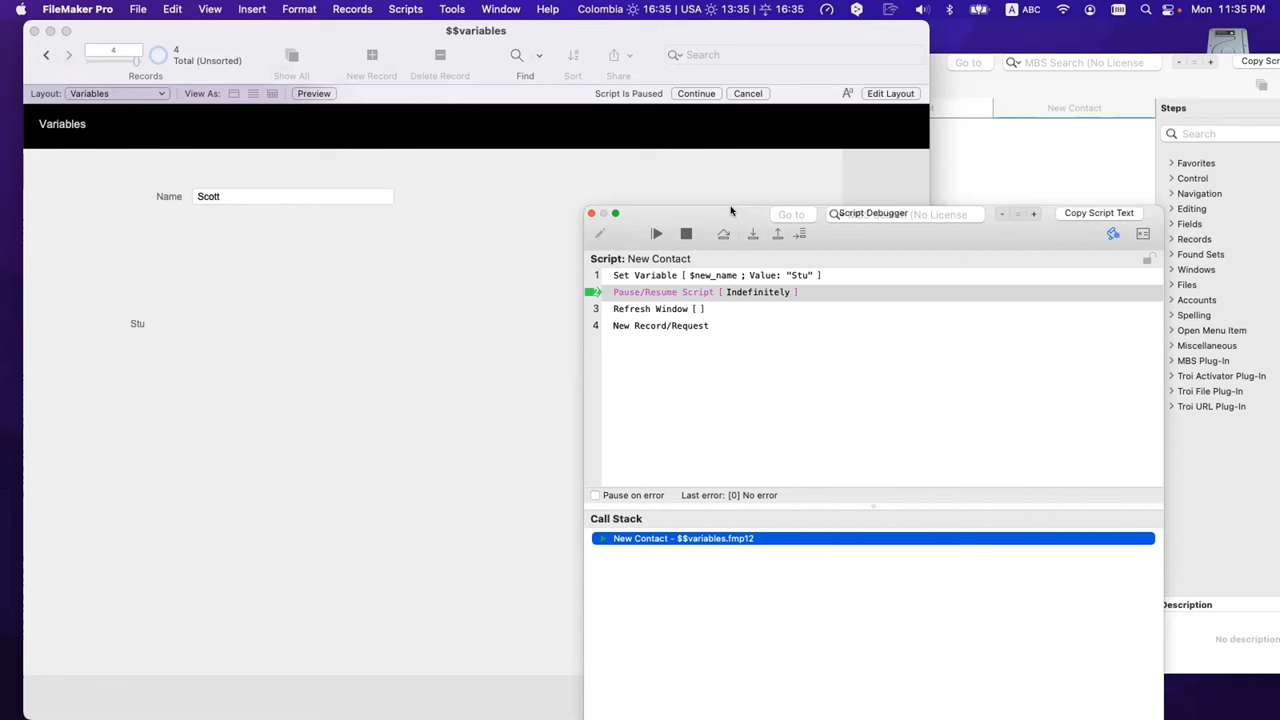 FileMaker Pro File Edit View Insert Format Records Scripts Tools Window Help Colombia 16:35 | USA 13:35 | 16:35 ABC Mon 11:35 PM
$$variables
4
4
Total (Unsorted)
Records
Show All
New Record
Delete Record
Find
Sort
Share
Search
Layout: Variables
View As:
Preview
Script Is Paused
Continue
Cancel
Edit Layout
Variables
Name Scott
Stu
Go to
MBS Search (No License
- = +
Copy Scr
New Contact
Steps
Search
Favorites
Control
Navigation
Editing
Fields
Records
Found Sets
Windows
Files
Accounts
Spelling
Open Menu Item
Miscellaneous
MBS Plug-In
Troi Activator Plug-In
Troi File Plug-In
Troi URL Plug-In
Description
No description
Go to
Script Debugger
(No License
- = +
Copy Script Text
Script: New Contact
1 Set Variable [ $new_name ; Value: "Stu" ]
2 Pause/Resume Script [ Indefinitely ]
3 Refresh Window [ ]
4 New Record/Request
Pause on error Last error: [0] No error
Call Stack
New Contact - $$variables.fmp12